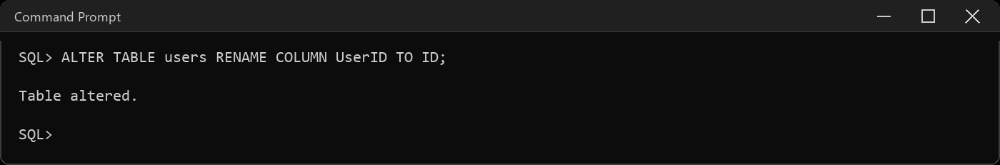 Command Prompt
SQL> ALTER TABLE users RENAME COLUMN UserID TO ID;
Table altered.
SQL>